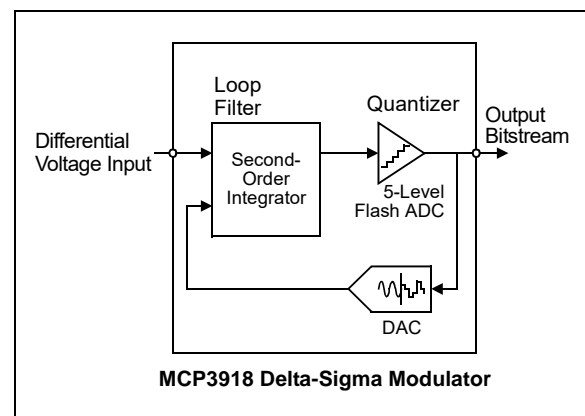 Loop
Filter
Quantizer
Output
Bitstream
Differential
Voltage Input
Second-
Order
Integrator
5-Level
Flash ADC
DAC
MCP3918 Delta-Sigma Modulator